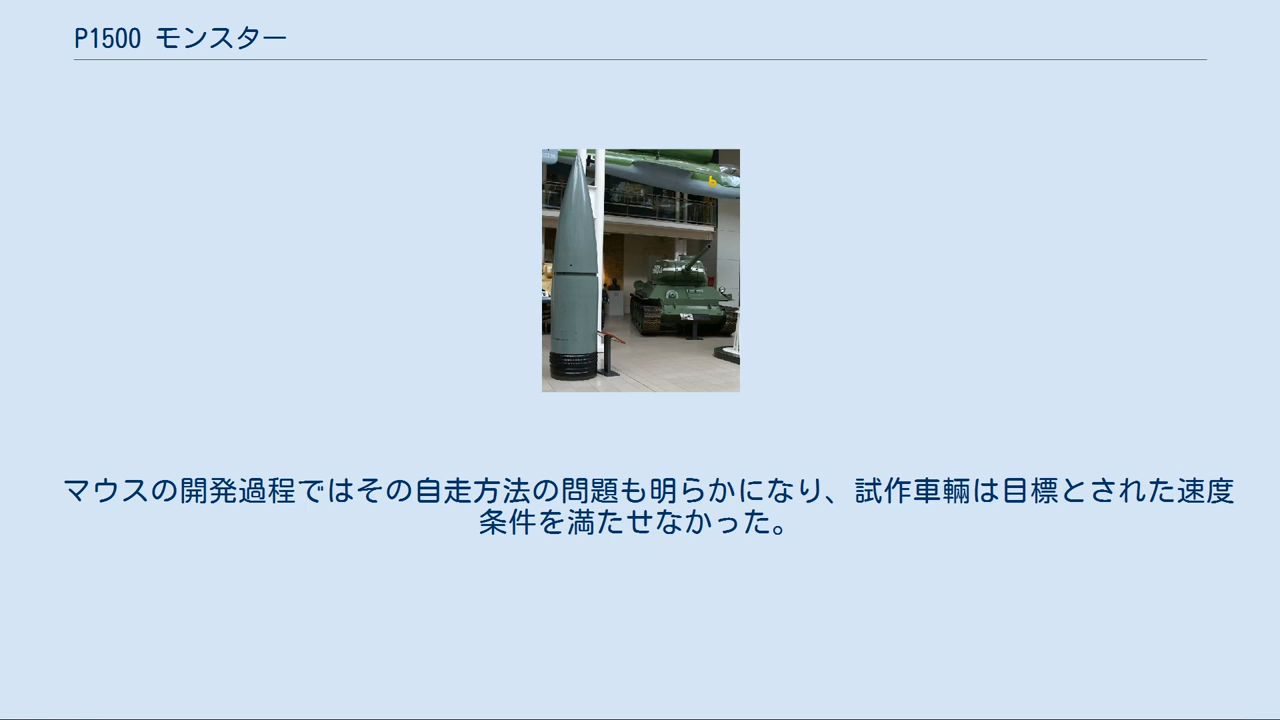 P1500 モンスター
マウスの開発過程ではその自走方法の問題も明らかになり、試作車輌は目標とされた速度
条件を満たせなかった。